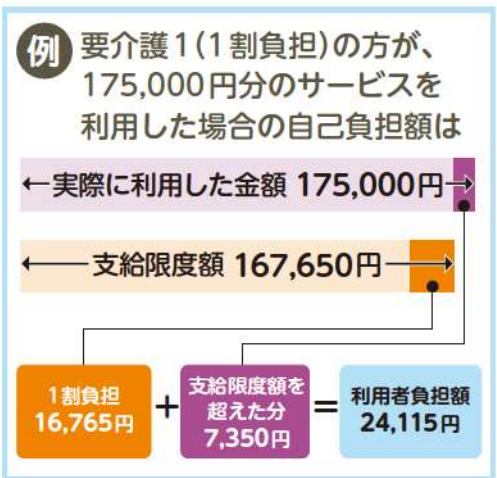 例 要介護1(1割負担)の方が、
175,000円分のサービスを
利用した場合の自己負担額は
←実際に利用した金額 175,000円→
←支給限度額 167,650円→
1割負担
16,765円
+
支給限度額を
超えた分
7,350円
=
利用者負担額
24,115円